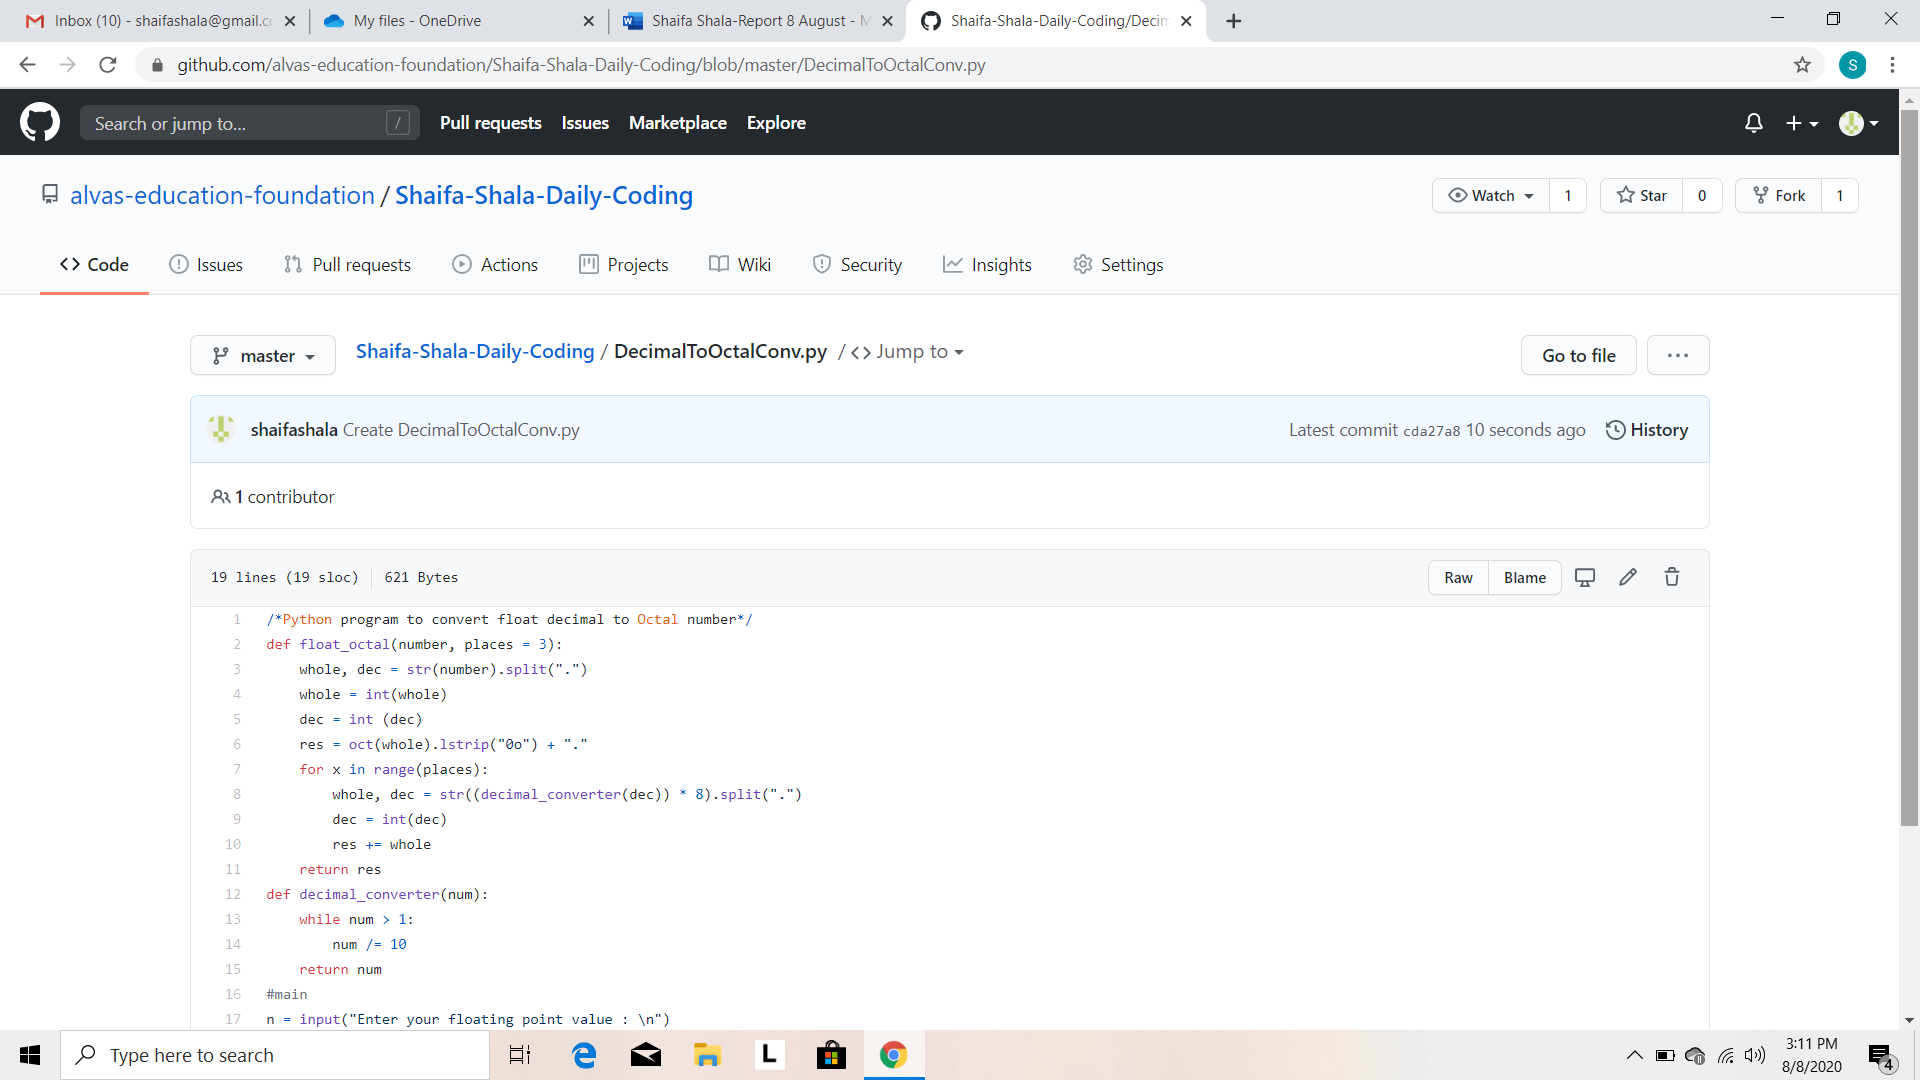 Inbox (10) - shaifashala@gmail.c
My files - OneDrive
Shaifa Shala-Report 8 August - M
Shaifa-Shala-Daily-Coding/Decim
github.com/alvas-education-foundation/Shaifa-Shala-Daily-Coding/blob/master/DecimalToOctalConv.py
S
Search or jump to...
/
Pull requests
Issues
Marketplace
Explore
alvas-education-foundation / Shaifa-Shala-Daily-Coding
Watch 1
Star 0
Fork 1
Code
Issues
Pull requests
Actions
Projects
Wiki
Security
Insights
Settings
master
Shaifa-Shala-Daily-Coding / DecimalToOctalConv.py / <> Jump to
Go to file
...
shaifashala Create DecimalToOctalConv.py
Latest commit cda27a8 10 seconds ago
History
1 contributor
19 lines (19 sloc)
621 Bytes
Raw
Blame
1 /*Python program to convert float decimal to Octal number*/
2 def float_octal(number, places = 3):
3     whole, dec = str(number).split(".")
4     whole = int(whole)
5     dec = int (dec)
6     res = oct(whole).lstrip("0o") + "."
7     for x in range(places):
8         whole, dec = str((decimal_converter(dec)) * 8).split(".")
9         dec = int(dec)
10         res += whole
11     return res
12 def decimal_converter(num):
13     while num > 1:
14         num /= 10
15     return num
16 #main
17 n = input("Enter your floating point value : \n")
Type here to search
L
3:11 PM
8/8/2020
4